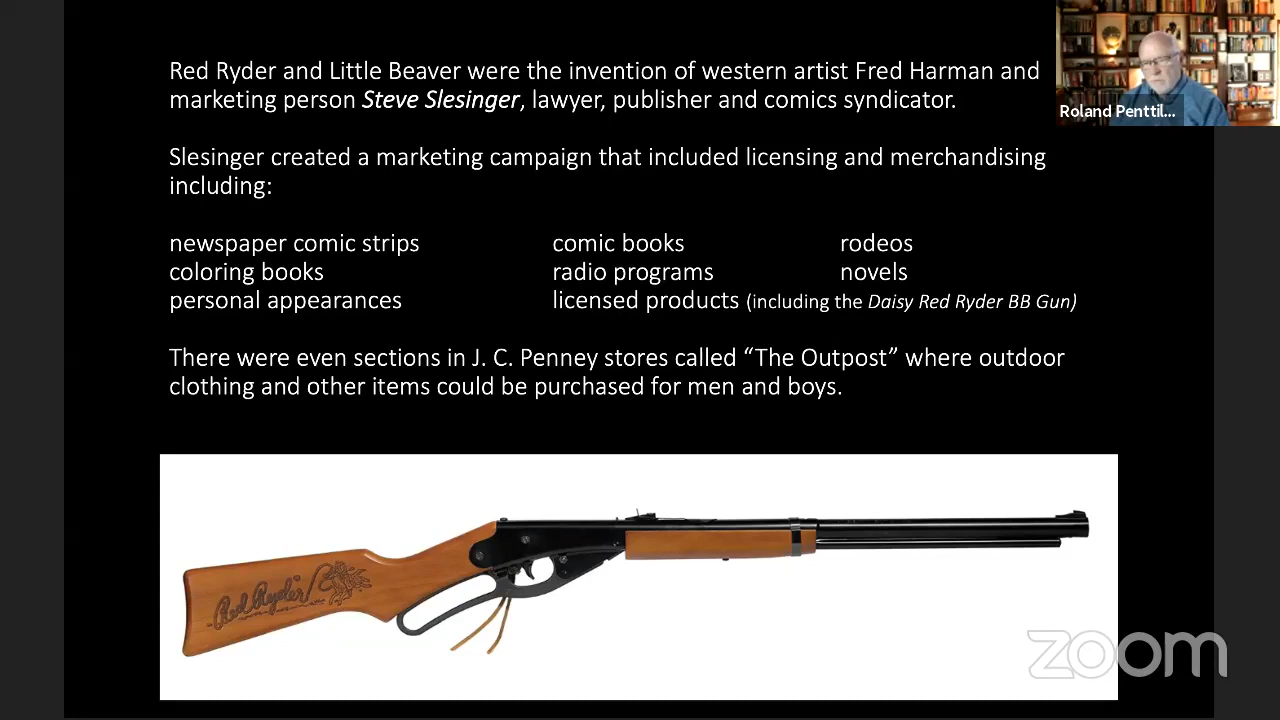 Red Ryder and Little Beaver were the invention of western artist Fred Harman and
marketing person Steve Slesinger, lawyer, publisher and comics syndicator.
Slesinger created a marketing campaign that included licensing and merchandising
including:
newspaper comic strips comic books rodeos
coloring books radio programs novels
personal appearances licensed products (including the Daisy Red Ryder BB Gun)
There were even sections in J. C. Penney stores called “The Outpost” where outdoor
clothing and other items could be purchased for men and boys.
Roland Penttil...
Red Ryder
zoom